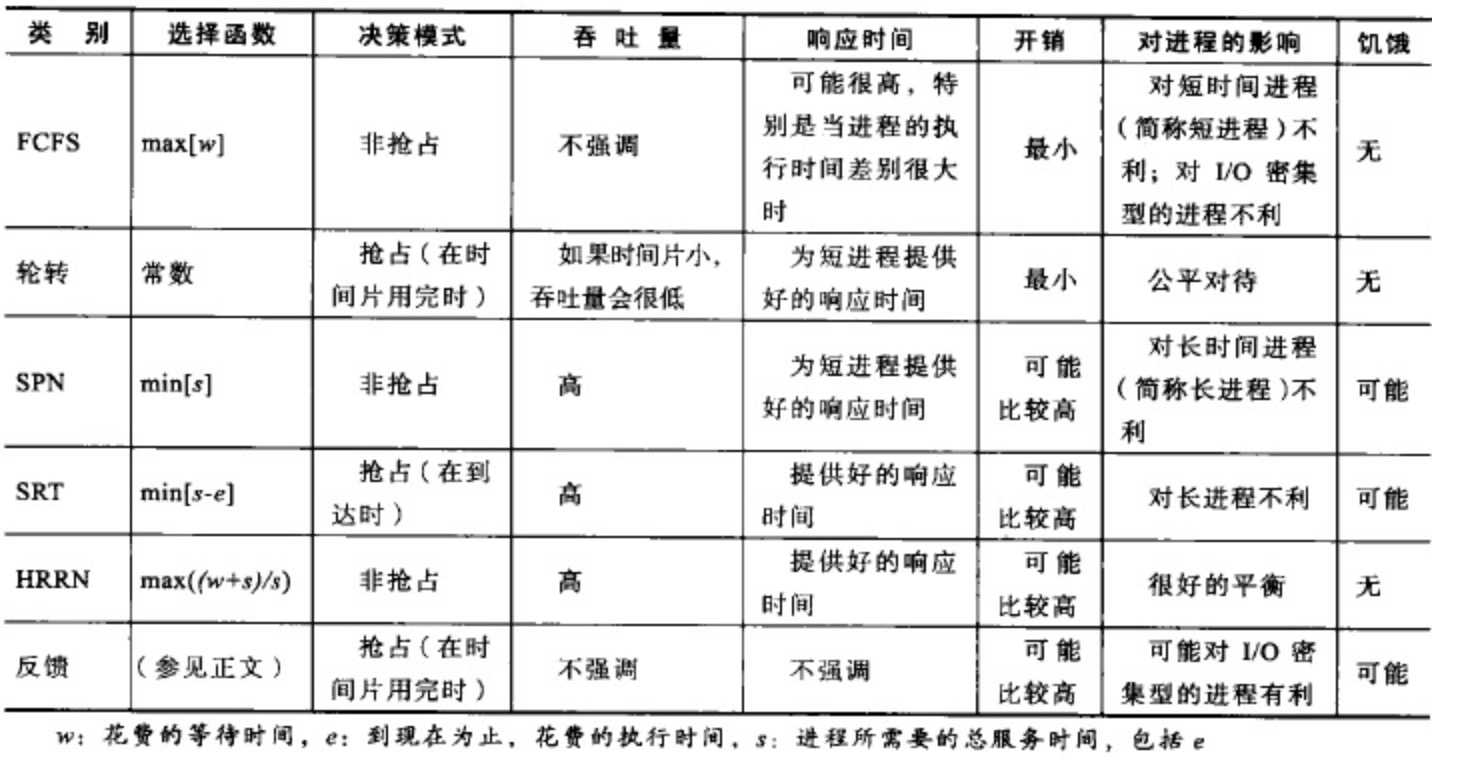 类 别 选择函数 决策模式 吞 吐 量 响应时间 开销 对进程的影响 饥饿
FCFS
max[w]
非抢占
不强调
可能很高，特
别是当进程的执
行时间差别很大
时
最小
对短时间进程
（简称短进程）不
利；对 I/O 密集
型的进程不利
无
轮转
常数
抢占（在时
间片用完时）
如果时间片小，
吞吐量会很低
为短进程提供
好的响应时间
最小
公平对待
无
SPN
min[s]
非抢占
高
为短进程提供
好的响应时间
可能
比较高
对长时间进程
（简称长进程）不
利
可能
SRT
min[s-e]
抢占（在到
达时）
高
提供好的响应
时间
可能
比较高
对长进程不利
可能
HRRN
max((w+s)/s)
非抢占
高
提供好的响应
时间
可能
比较高
很好的平衡
无
反馈
（参见正文）
抢占（在时
间片用完时）
不强调
不强调
可能
比较高
可能对 I/O 密
集型的进程有利
可能
w：花费的等待时间，e：到现在为止，花费的执行时间，s：进程所需要的总服务时间，包括 e